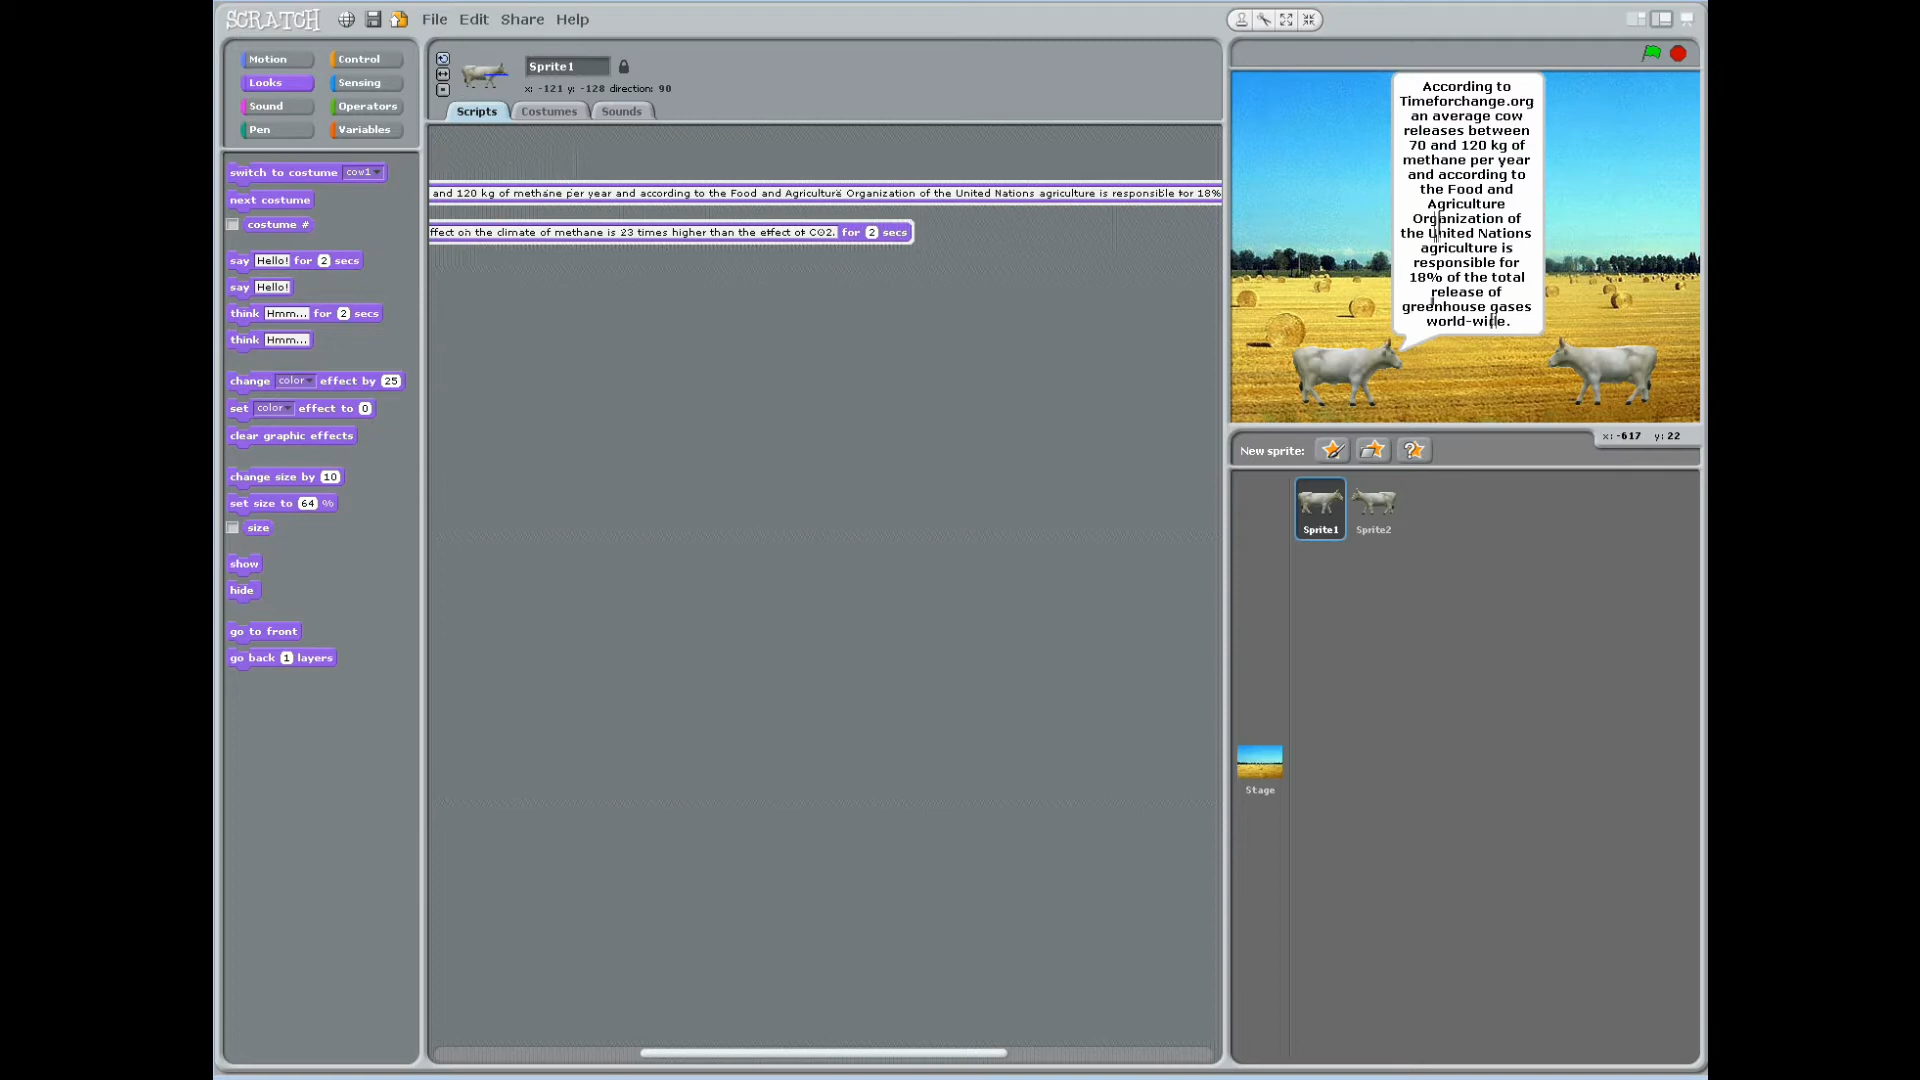 SCRATCH File Edit Share Help
Motion Control
Looks Sensing
Sound Operators
Pen Variables
switch to costume cow1
next costume
costume #
say Hello! for 2 secs
say Hello!
think Hmm... for 2 secs
think Hmm...
change color effect by 25
set color effect to 0
clear graphic effects
change size by 10
set size to 64 %
size
show
hide
go to front
go back 1 layers
Sprite1
x: -121 y: -128 direction: 90
Scripts Costumes Sounds
and 120 kg of methane per year and according to the Food and Agriculture Organization of the United Nations agriculture is responsible for 18%
ffect on the climate of methane is 23 times higher than the effect of CO2. for 2 secs
According to
Timeforchange.org
an average cow
releases between
70 and 120 kg of
methane per year
and according to
the Food and
Agriculture
Organization of
the United Nations
agriculture is
responsible for
18% of the total
release of
greenhouse gases
world-wide.
x: -617 y: 22
New sprite:
Sprite1 Sprite2
Stage